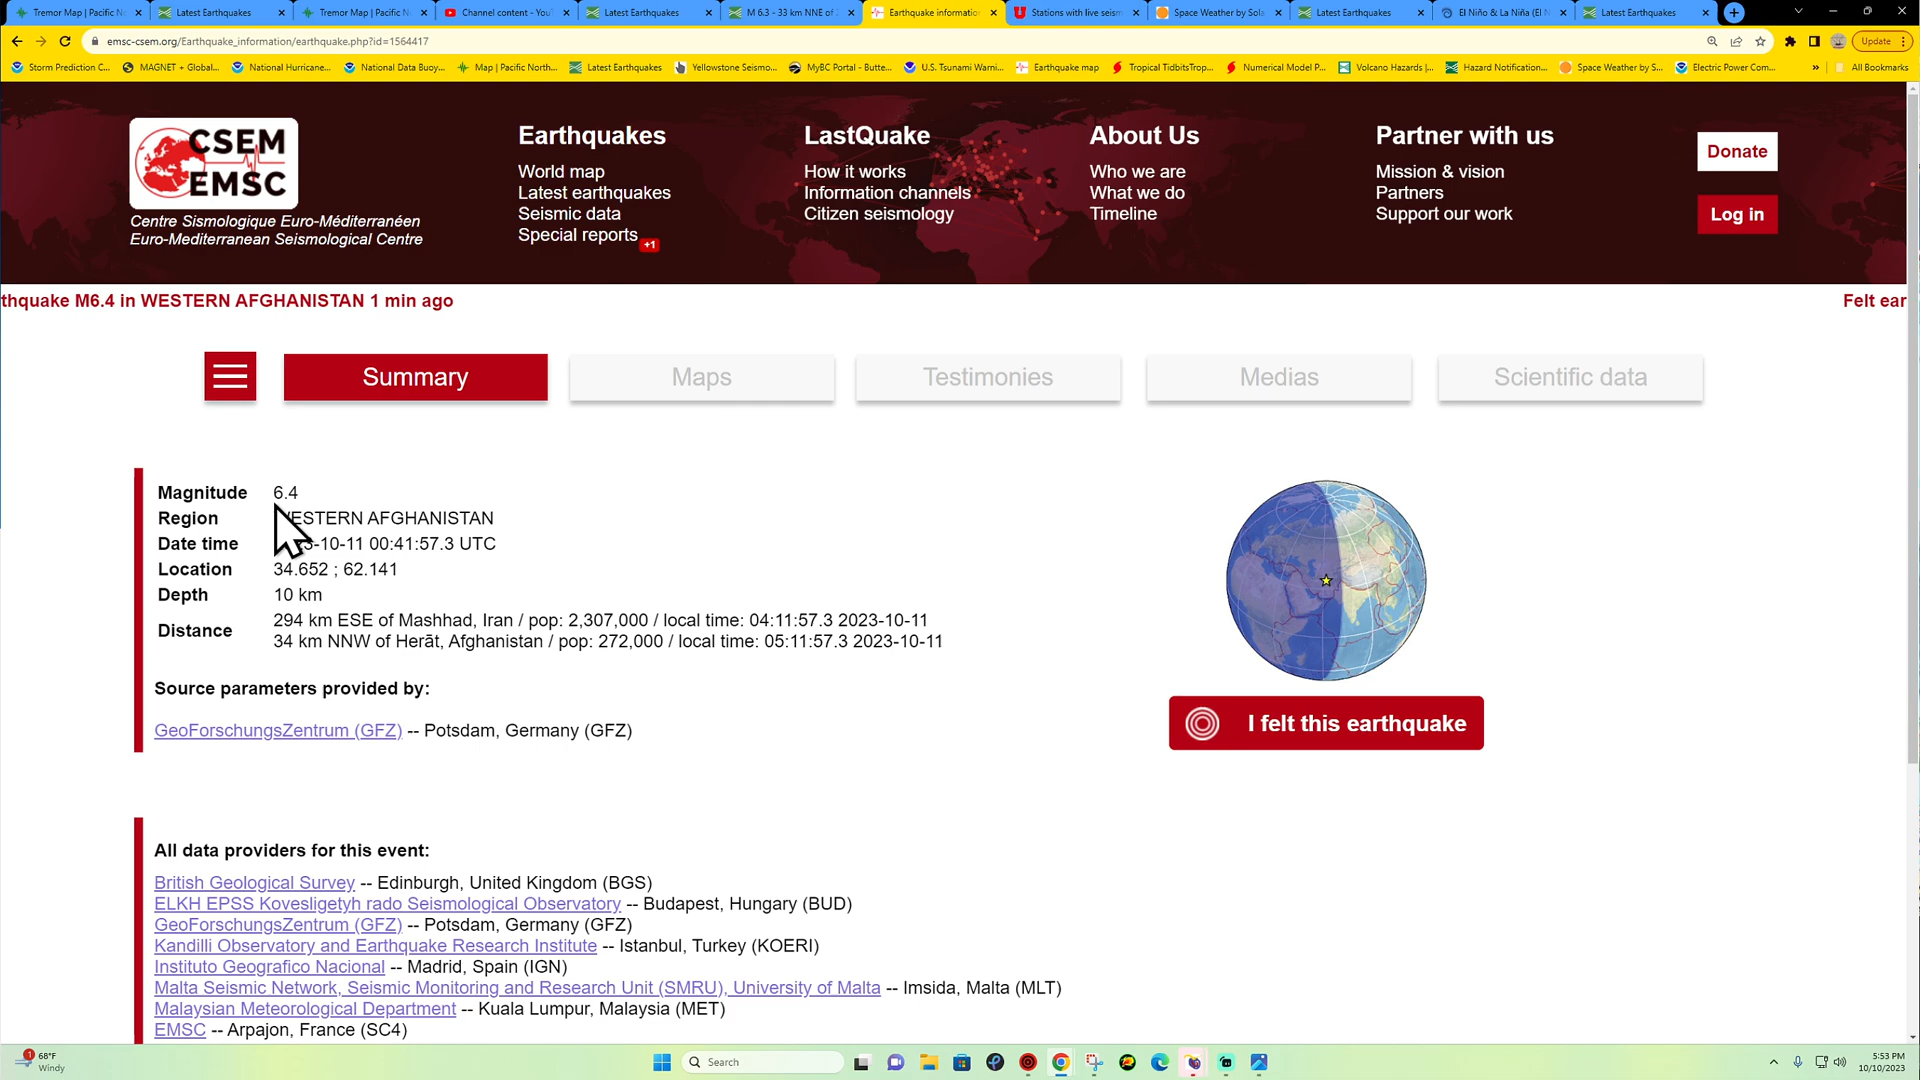 Tremor Map | Pacific N
Latest Earthquakes
Tremor Map | Pacific N
Channel content - You
Latest Earthquakes
M 6.3 - 33 km NNE of
Earthquake information
Stations with live seism
Space Weather by Sola
Latest Earthquakes
El Niño & La Niña (El N
Latest Earthquakes
emsc-csem.org/Earthquake_information/earthquake.php?id=1564417
Update
Storm Prediction C...
MAGNET + Global...
National Hurricane...
National Data Buoy...
Map | Pacific North...
Latest Earthquakes
Yellowstone Seismo...
MyBC Portal - Butte...
U.S. Tsunami Warni...
Earthquake map
Tropical TidbitsTrop...
Numerical Model P...
Volcano Hazards |...
Hazard Notification...
Space Weather by S...
Electric Power Com...
»
All Bookmarks
CSEM
EMSC
Centre Sismologique Euro-Méditerranéen
Euro-Mediterranean Seismological Centre
Earthquakes
World map
Latest earthquakes
Seismic data
Special reports
+1
LastQuake
How it works
Information channels
Citizen seismology
About Us
Who we are
What we do
Timeline
Partner with us
Mission & vision
Partners
Support our work
Donate
Log in
thquake M6.4 in WESTERN AFGHANISTAN 1 min ago
Felt ear
Summary
Maps
Testimonies
Medias
Scientific data
Magnitude 6.4
Region ESTERN AFGHANISTAN
Date time 3-10-11 00:41:57.3 UTC
Location 34.652 ; 62.141
Depth 10 km
Distance 294 km ESE of Mashhad, Iran / pop: 2,307,000 / local time: 04:11:57.3 2023-10-11
34 km NNW of Herāt, Afghanistan / pop: 272,000 / local time: 05:11:57.3 2023-10-11
Source parameters provided by:
GeoForschungsZentrum (GFZ) -- Potsdam, Germany (GFZ)
I felt this earthquake
All data providers for this event:
British Geological Survey -- Edinburgh, United Kingdom (BGS)
ELKH EPSS Kovesligetyh rado Seismological Observatory -- Budapest, Hungary (BUD)
GeoForschungsZentrum (GFZ) -- Potsdam, Germany (GFZ)
Kandilli Observatory and Earthquake Research Institute -- Istanbul, Turkey (KOERI)
Instituto Geografico Nacional -- Madrid, Spain (IGN)
Malta Seismic Network, Seismic Monitoring and Research Unit (SMRU), University of Malta -- Imsida, Malta (MLT)
Malaysian Meteorological Department -- Kuala Lumpur, Malaysia (MET)
EMSC -- Arpajon, France (SC4)
1
68°F
Windy
Search
5:53 PM
10/10/2023